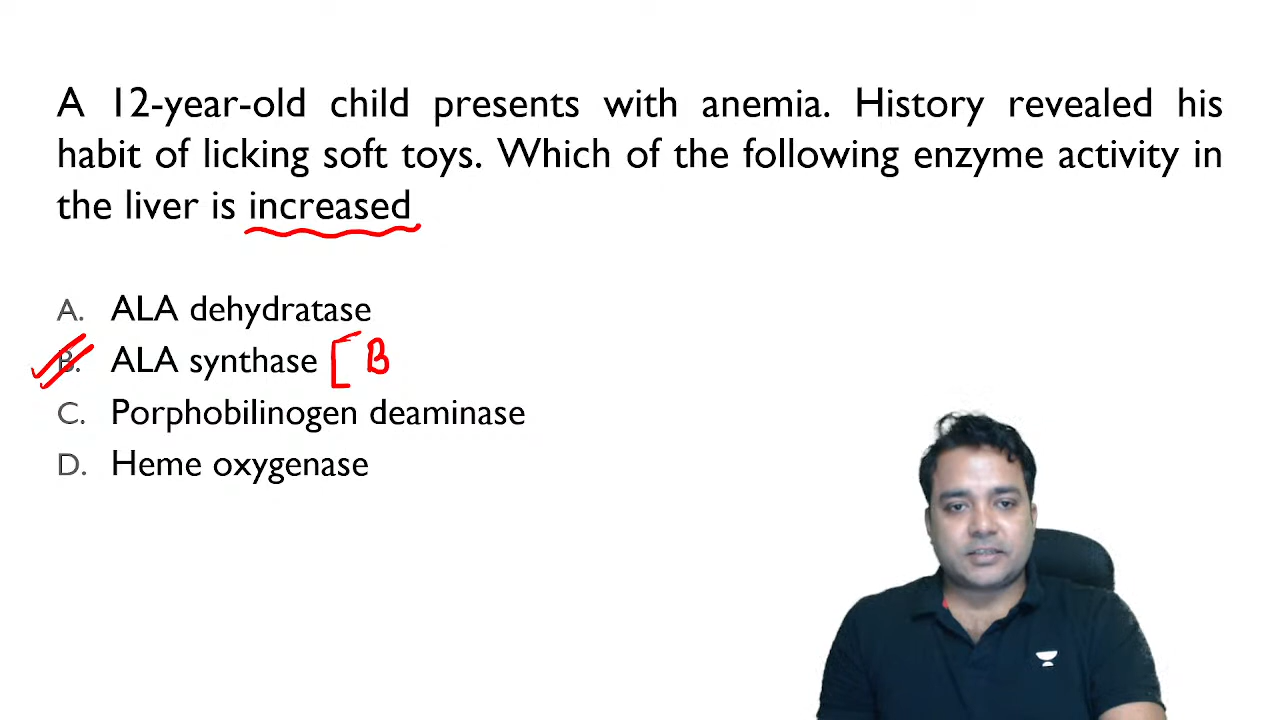 A 12-year-old child presents with anemia. History revealed his
habit of licking soft toys. Which of the following enzyme activity in
the liver is increased
A. ALA dehydratase
B. ALA synthase [ B
C. Porphobilinogen deaminase
D. Heme oxygenase